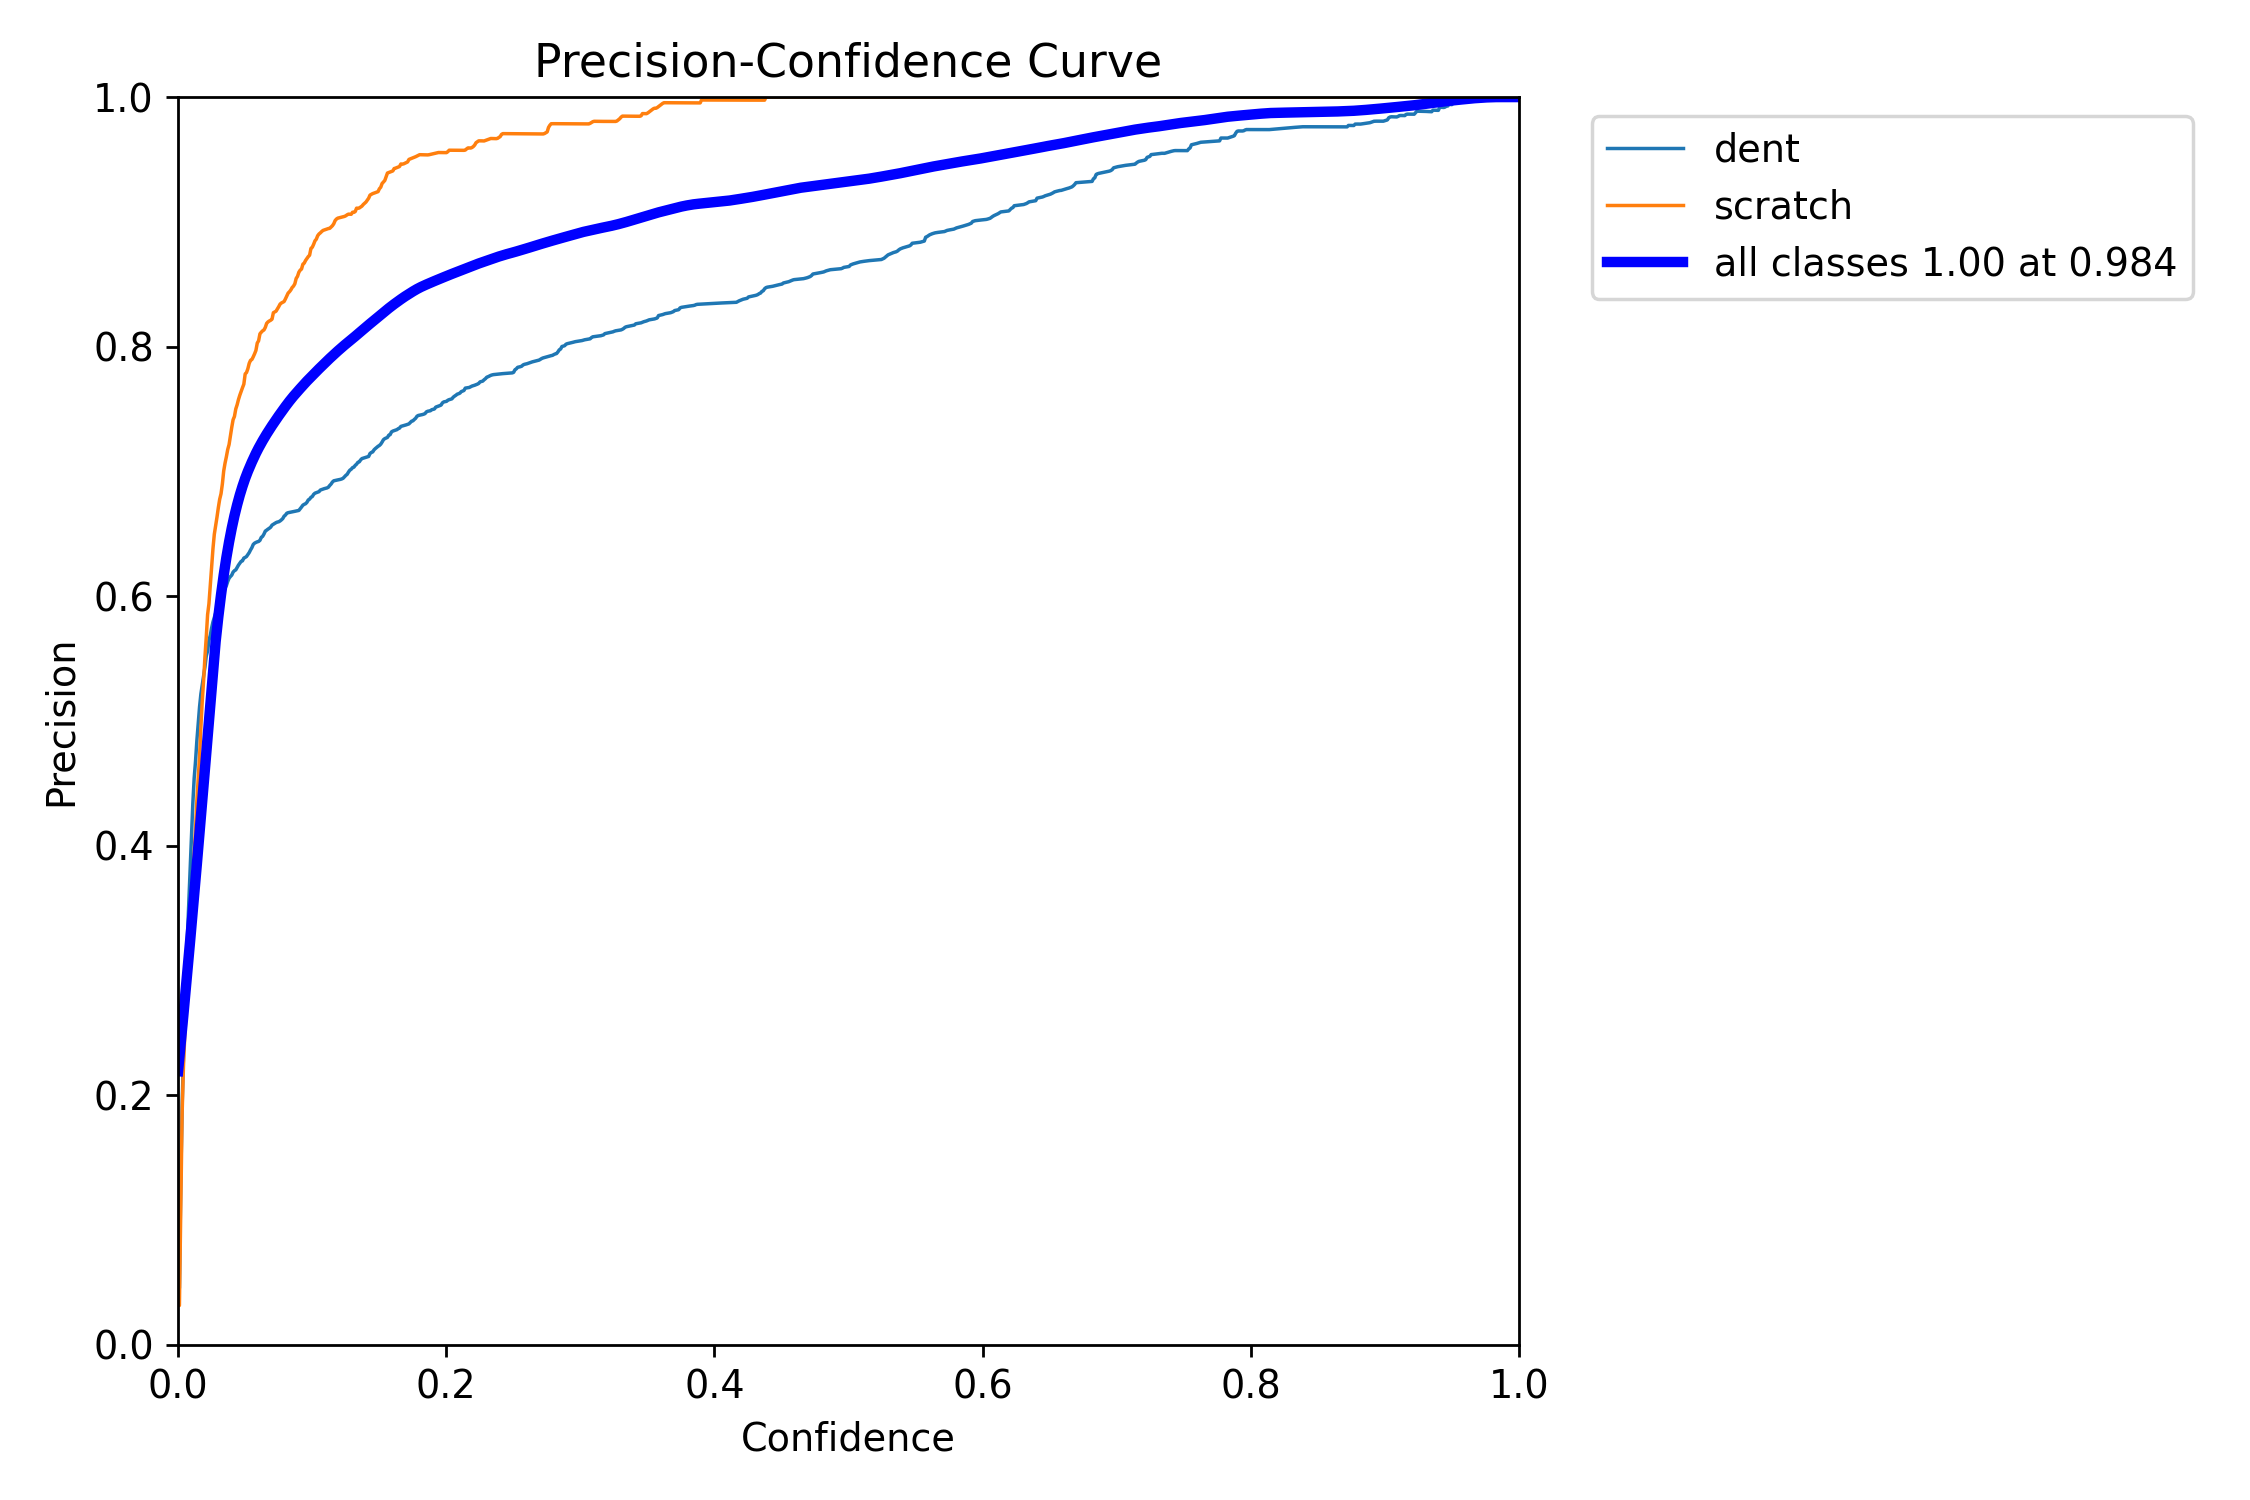 Precision-Confidence Curve
1.0
0.8
0.6
0.4
0.2
0.0
Precision
0.0 0.2 0.4 0.6 0.8 1.0
Confidence
dent
scratch
all classes 1.00 at 0.984